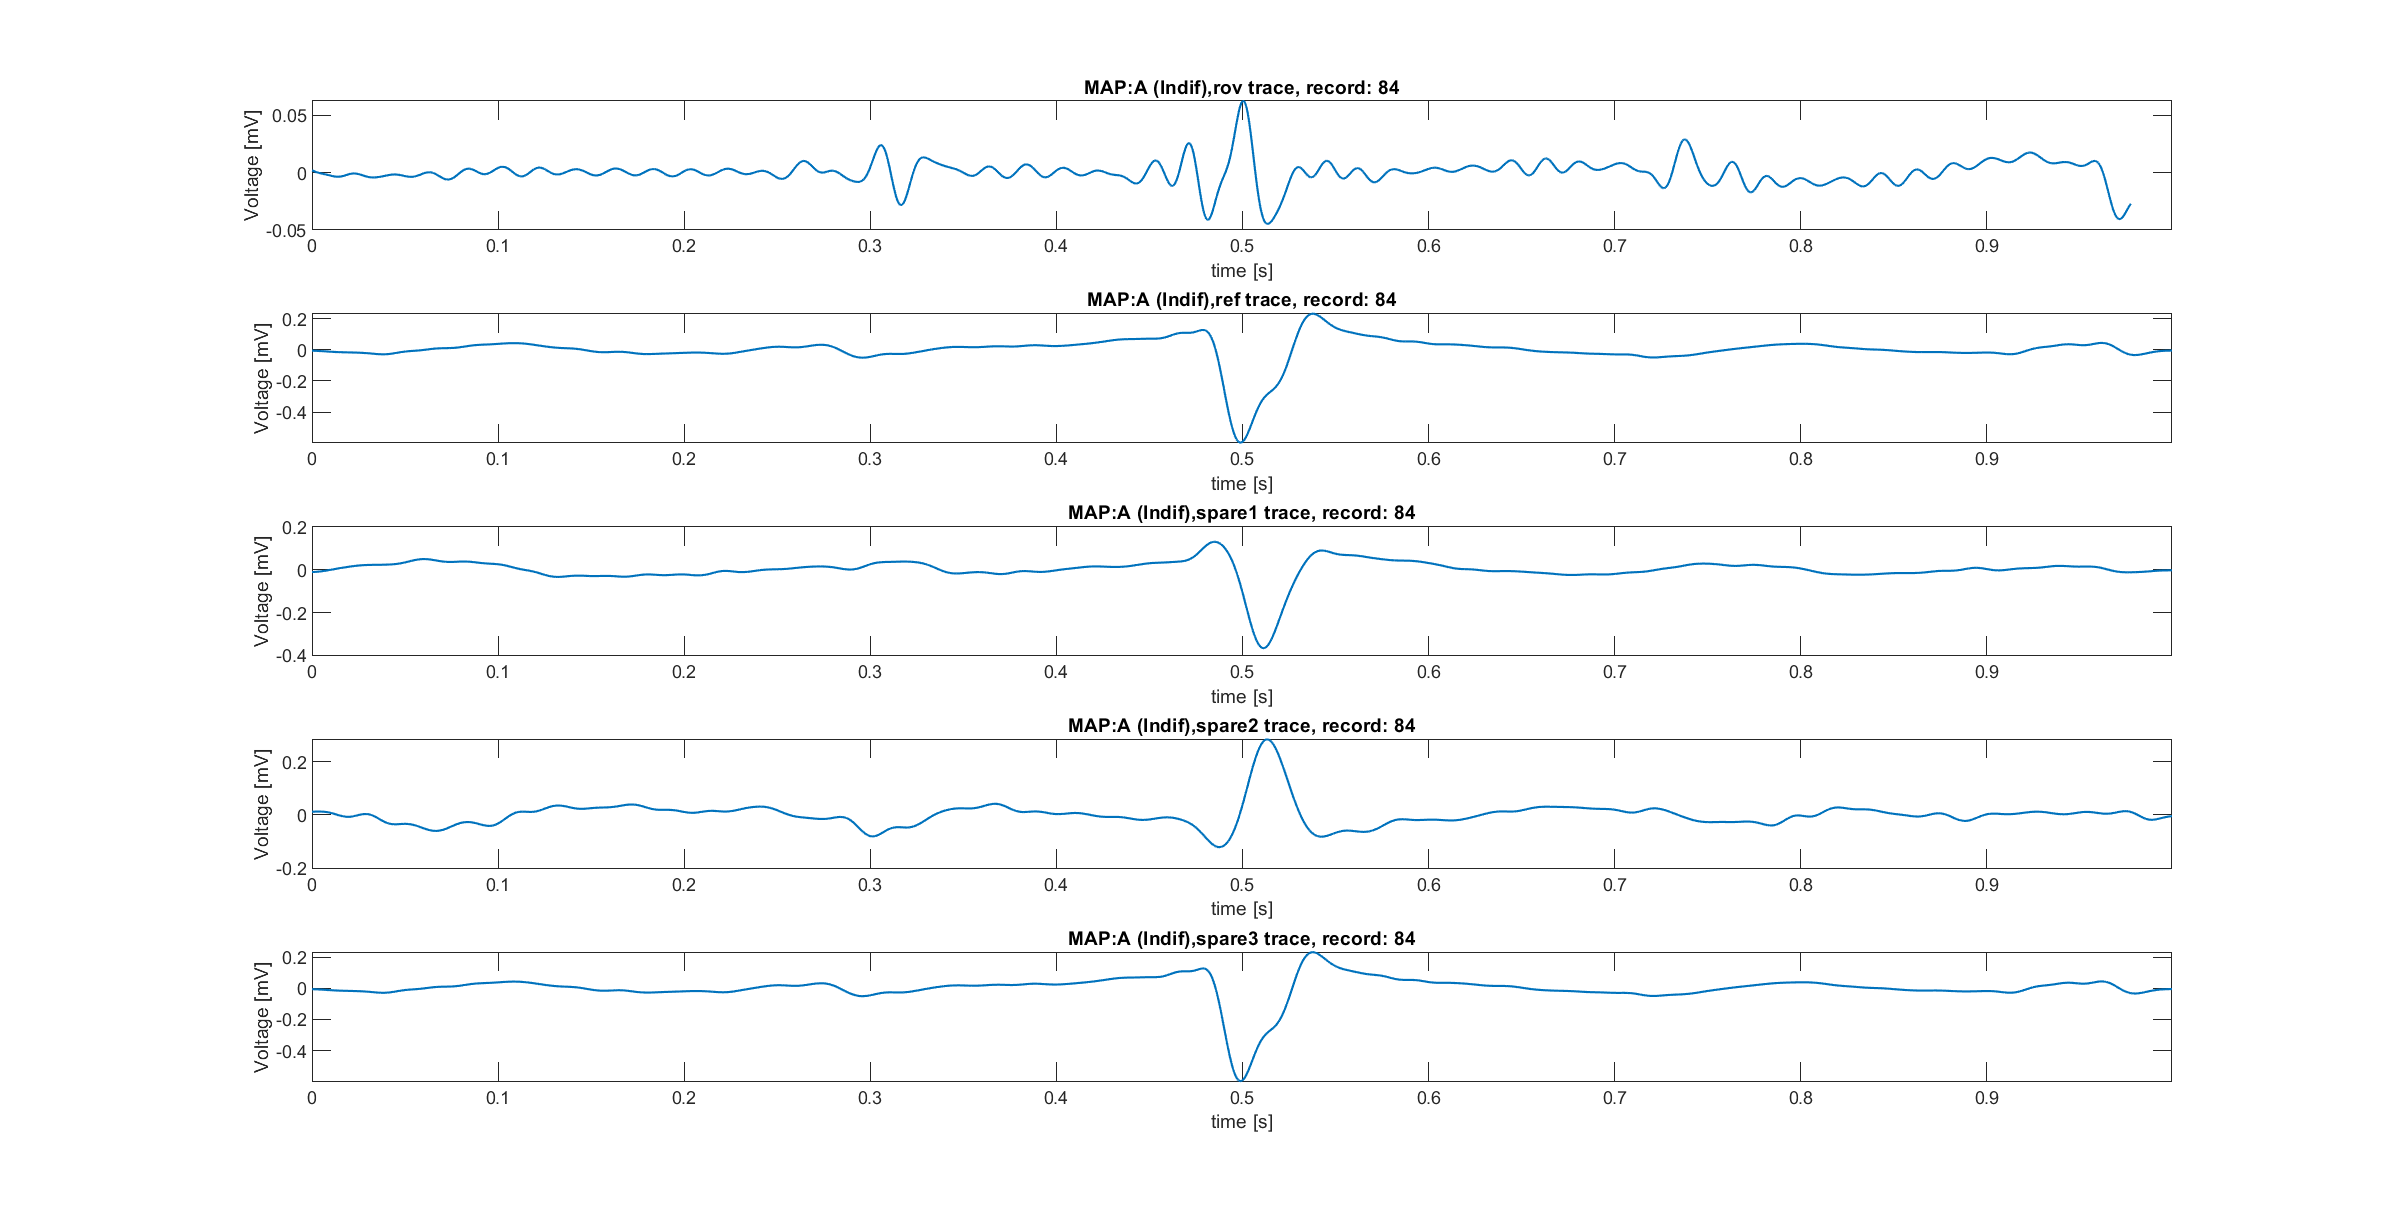 MAP:A (Indif),rov trace, record: 84
Voltage [mV]
0.05
0
-0.05
0 0.1 0.2 0.3 0.4 0.5 0.6 0.7 0.8 0.9
time [s]
MAP:A (Indif),ref trace, record: 84
Voltage [mV]
0.2
0
-0.2
-0.4
0 0.1 0.2 0.3 0.4 0.5 0.6 0.7 0.8 0.9
time [s]
MAP:A (Indif),spare1 trace, record: 84
Voltage [mV]
0.2
0
-0.2
-0.4
0 0.1 0.2 0.3 0.4 0.5 0.6 0.7 0.8 0.9
time [s]
MAP:A (Indif),spare2 trace, record: 84
Voltage [mV]
0.2
0
-0.2
0 0.1 0.2 0.3 0.4 0.5 0.6 0.7 0.8 0.9
time [s]
MAP:A (Indif),spare3 trace, record: 84
Voltage [mV]
0.2
0
-0.2
-0.4
0 0.1 0.2 0.3 0.4 0.5 0.6 0.7 0.8 0.9
time [s]